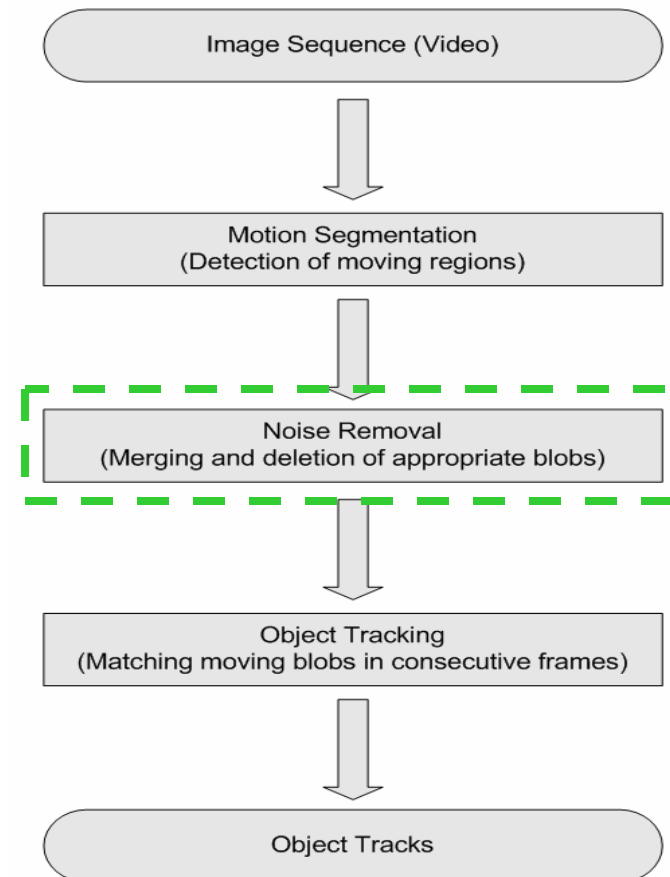 Image Sequence (Video)
Motion Segmentation
(Detection of moving regions)
Noise Removal
(Merging and deletion of appropriate blobs)
Object Tracking
(Matching moving blobs in consecutive frames)
Object Tracks